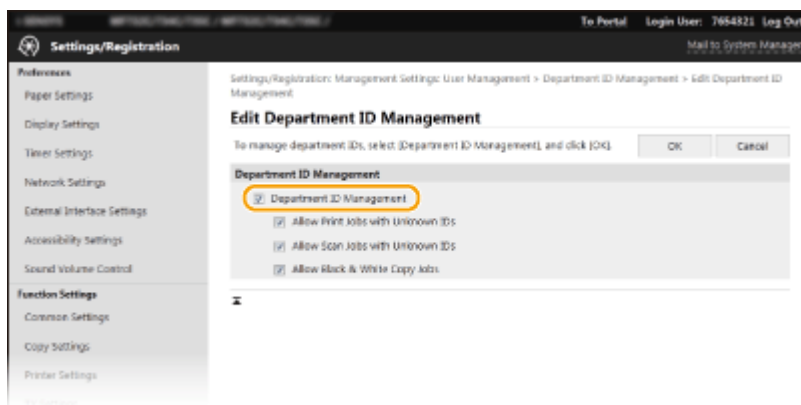 To Portal Login User: 7654321 Log Out
Settings/Registration
Mail to System Manager
Preferences
Paper Settings
Display Settings
Timer Settings
Network Settings
External Interface Settings
Accessibility Settings
Sound Volume Control
Function Settings
Common Settings
Copy Settings
Printer Settings
Settings/Registration: Management Settings: User Management > Department ID Management > Edit Department ID
Management
Edit Department ID Management
To manage department IDs, select [Department ID Management], and click [OK].
OK
Cancel
Department ID Management
Department ID Management
Allow Print Jobs with Unknown IDs
Allow Scan Jobs with Unknown IDs
Allow Black & White Copy Jobs